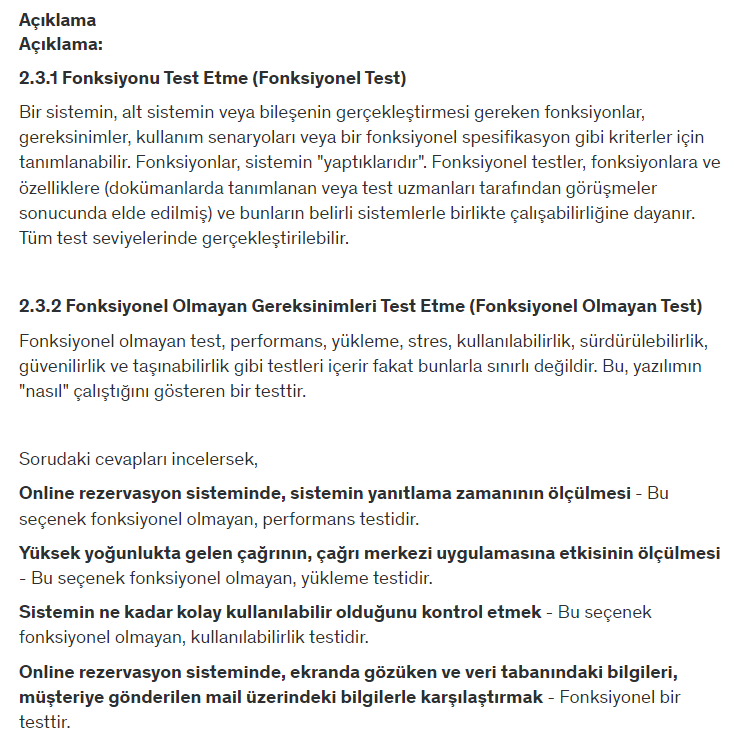 Açıklama
Açıklama:
2.3.1 Fonksiyonu Test Etme (Fonksiyonel Test)
Bir sistemin, alt sistemin veya bileşenin gerçekleştirmesi gereken fonksiyonlar,
gereksinimler, kullanım senaryoları veya bir fonksiyonel spesifikasyon gibi kriterler için
tanımlanabilir. Fonksiyonlar, sistemin "yaptıklarıdır". Fonksiyonel testler, fonksiyonlara ve
özelliklere (dokümanlarda tanımlanan veya test uzmanları tarafından görüşmeler
sonucunda elde edilmiş) ve bunların belirli sistemlerle birlikte çalışabilirliğine dayanır.
Tüm test seviyelerinde gerçekleştirilebilir.
2.3.2 Fonksiyonel Olmayan Gereksinimleri Test Etme (Fonksiyonel Olmayan Test)
Fonksiyonel olmayan test, performans, yükleme, stres, kullanılabilirlik, sürdürülebilirlik,
güvenilirlik ve taşınabilirlik gibi testleri içerir fakat bunlarla sınırlı değildir. Bu, yazılımın
"nasıl" çalıştığını gösteren bir testtir.
Sorudaki cevapları incelersek,
Online rezervasyon sisteminde, sistemin yanıtlama zamanının ölçülmesi - Bu
seçenek fonksiyonel olmayan, performans testidir.
Yüksek yoğunlukta gelen çağrının, çağrı merkezi uygulamasına etkisinin ölçülmesi
- Bu seçenek fonksiyonel olmayan, yükleme testidir.
Sistemin ne kadar kolay kullanılabilir olduğunu kontrol etmek - Bu seçenek
fonksiyonel olmayan, kullanılabilirlik testidir.
Online rezervasyon sisteminde, ekranda gözüken ve veri tabanındaki bilgileri,
müşteriye gönderilen mail üzerindeki bilgilerle karşılaştırmak - Fonksiyonel bir
testtir.